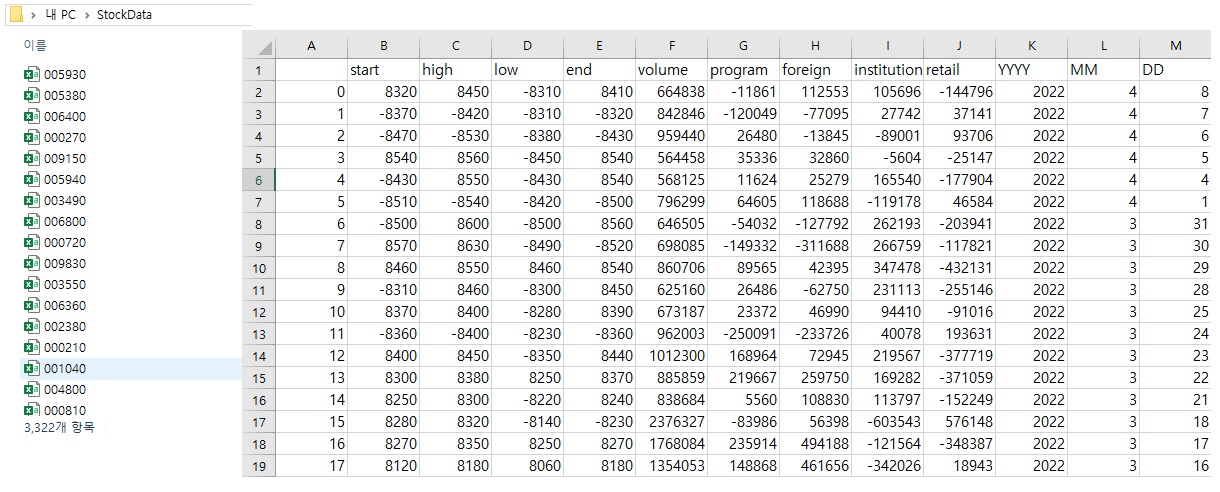 내 PC > StockData
이름
005930
005380
006400
000270
009150
005940
003490
006800
000720
009830
003550
006360
002380
000210
001040
004800
000810
3,322개 항목
A B C D E F G H I J K L M
1 start high low end volume program foreign institution retail YYYY MM DD
2 0 8320 8450 -8310 8410 664838 -11861 112553 105696 -144796 2022 4 8
3 1 -8370 -8420 -8310 -8320 842846 -120049 -77095 27742 37141 2022 4 7
4 2 -8470 -8530 -8380 -8430 959440 26480 -13845 -89001 93706 2022 4 6
5 3 8540 8560 -8450 8540 564458 35336 32860 -5604 -25147 2022 4 5
6 4 -8430 8550 -8430 8540 568125 11624 25279 165540 -177904 2022 4 4
7 5 -8510 -8540 -8420 -8500 796299 64605 118688 -119178 46584 2022 4 1
8 6 -8500 8600 -8500 8560 646505 -54032 -127792 262193 -203941 2022 3 31
9 7 8570 8630 -8490 -8520 698085 -149332 -311688 266759 -117821 2022 3 30
10 8 8460 8550 8460 8540 860706 89565 42395 347478 -432131 2022 3 29
11 9 -8310 8460 -8300 8450 625160 26486 -62750 231113 -255146 2022 3 28
12 10 8370 8400 -8280 8390 673187 23372 46990 94410 -91016 2022 3 25
13 11 -8360 -8400 -8230 -8360 962003 -250091 -233726 40078 193631 2022 3 24
14 12 8400 8450 -8350 8440 1012300 168964 72945 219567 -377719 2022 3 23
15 13 8300 8380 8250 8370 885859 219667 259750 169282 -371059 2022 3 22
16 14 8250 8300 -8220 8240 838684 5560 108830 113797 -152249 2022 3 21
17 15 8280 8320 -8140 -8230 2376327 -83986 56398 -603543 576148 2022 3 18
18 16 8270 8350 8250 8270 1768084 235914 494188 -121564 -348387 2022 3 17
19 17 8120 8180 8060 8180 1354053 148868 461656 -342026 18943 2022 3 16